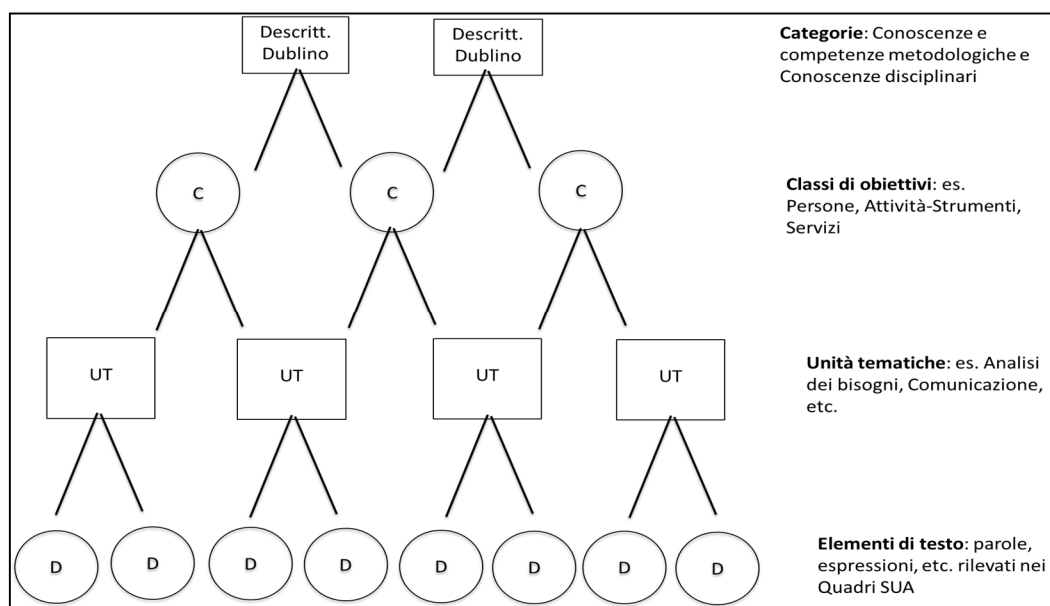 Descritt.
Dublino
Descritt.
Dublino
Categorie: Conoscenze e
competenze metodologiche e
Conoscenze disciplinari
C
C
C
Classi di obiettivi: es.
Persone, Attività-Strumenti,
Servizi
UT
UT
UT
UT
Unità tematiche: es. Analisi
dei bisogni, Comunicazione,
etc.
D
D
D
D
D
D
D
D
Elementi di testo: parole,
espressioni, etc. rilevati nei
Quadri SUA